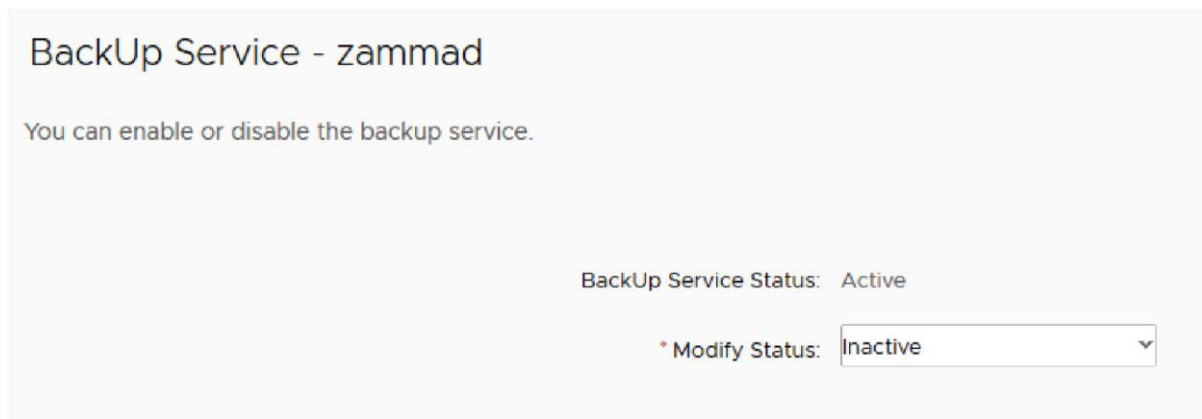 BackUp Service - zammad
You can enable or disable the backup service.
BackUp Service Status: Active
* Modify Status: Inactive